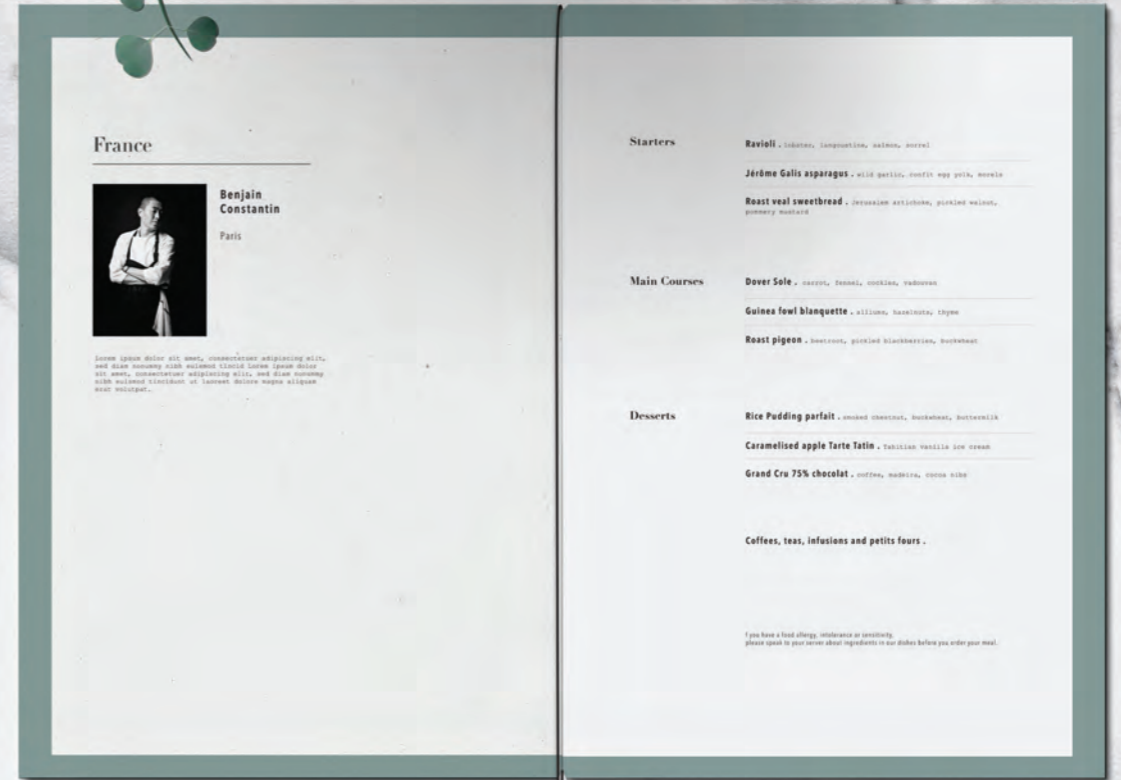 France
Benjain
Constantin
Paris
Lorem ipsum dolor sit amet, consectetuer adipiscing elit,
sed diam nonummy nibh euismod tincid Lorem ipsum dolor
sit amet, consectetuer adipiscing elit, sed diam nonummy
nibh euismod tincidunt ut laoreet dolore magna aliquam
erat volutpat.
Starters
Ravioli . lobster, langoustine, salmon, sorrel
Jérôme Galis asparagus . wild garlic, confit egg yolk, morels
Roast veal sweetbread . Jerusalem artichoke, pickled walnut,
pommery mustard
Main Courses
Dover Sole . carrot, fennel, cockles, vadouvan
Guinea fowl blanquette . alliums, hazelnuts, thyme
Roast pigeon . beetroot, pickled blackberries, buckwheat
Desserts
Rice Pudding parfait . smoked chestnut, buckwheat, buttermilk
Caramelised apple Tarte Tatin . Tahitian vanilla ice cream
Grand Cru 75% chocolat . coffee, madeira, cocoa nibs
Coffees, teas, infusions and petits fours .
f you have a food allergy, intolerance or sensitivity,
please speak to your server about ingredients in our dishes before you order your meal.